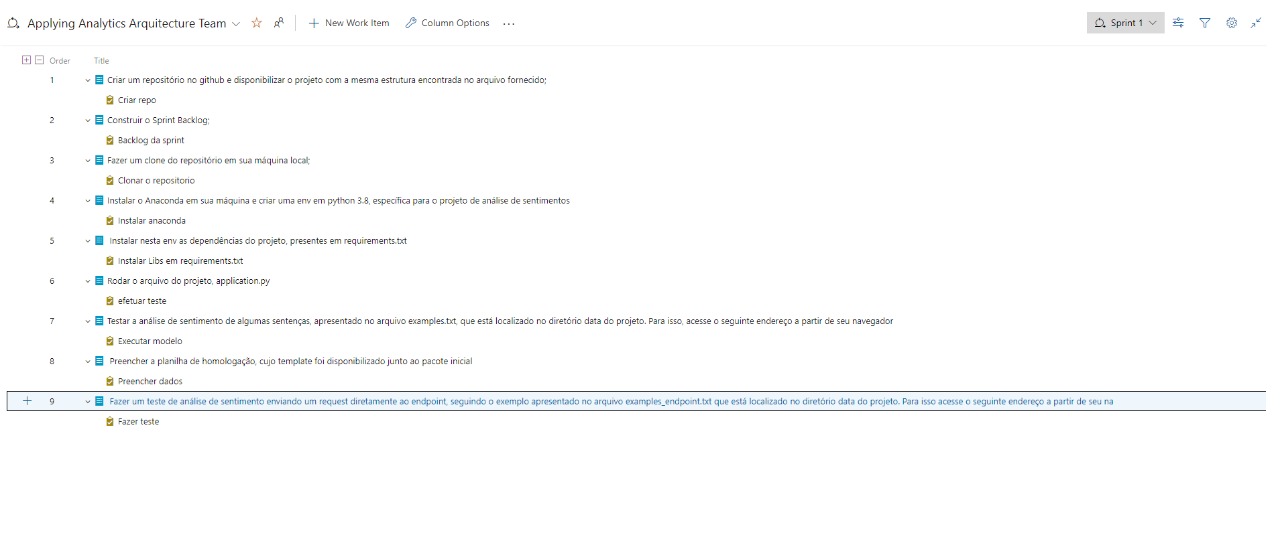 Applying Analytics Arquitecture Team
New Work Item
Column Options
Sprint 1
Order Title
1 Criar um repositório no github e disponibilizar o projeto com a mesma estrutura encontrada no arquivo fornecido;
Criar repo
2 Construir o Sprint Backlog;
Backlog da sprint
3 Fazer um clone do repositório em sua máquina local;
Clonar o repositorio
4 Instalar o Anaconda em sua máquina e criar uma env em python 3.8, específica para o projeto de análise de sentimentos
Instalar anaconda
5 Instalar nesta env as dependências do projeto, presentes em requirements.txt
Instalar Libs em requirements.txt
6 Rodar o arquivo do projeto, application.py
efetuar teste
7 Testar a análise de sentimento de algumas sentenças, apresentado no arquivo examples.txt, que está localizado no diretório data do projeto. Para isso, acesse o seguinte endereço a partir de seu navegador
Executar modelo
8 Preencher a planilha de homologação, cujo template foi disponibilizado junto ao pacote inicial
Preencher dados
9 Fazer um teste de análise de sentimento enviando um request diretamente ao endpoint, seguindo o exemplo apresentado no arquivo examples_endpoint.txt que está localizado no diretório data do projeto. Para isso acesse o seguinte endereço a partir de seu na
Fazer teste